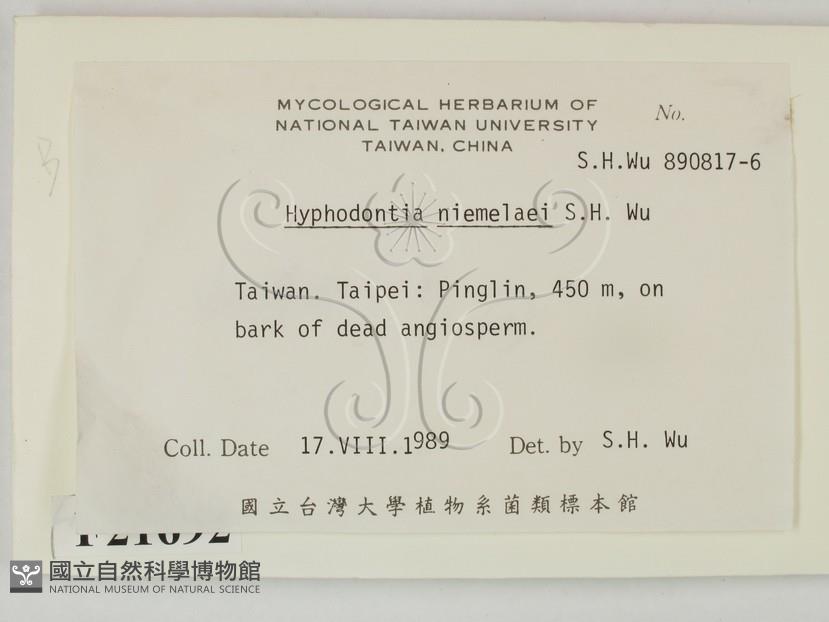 MYCOLOGICAL HERBARIUM OF
NATIONAL TAIWAN UNIVERSITY
TAIWAN, CHINA
No.
S.H.Wu 890817-6
Hyphodontia niemelaei S.H. Wu
Taiwan. Taipei: Pinglin, 450 m, on
bark of dead angiosperm.
Coll. Date 17.VIII.1989 Det. by S.H. Wu
國立台灣大學植物系菌類標本館
F21692
國立自然科學博物館
NATIONAL MUSEUM OF NATURAL SCIENCE